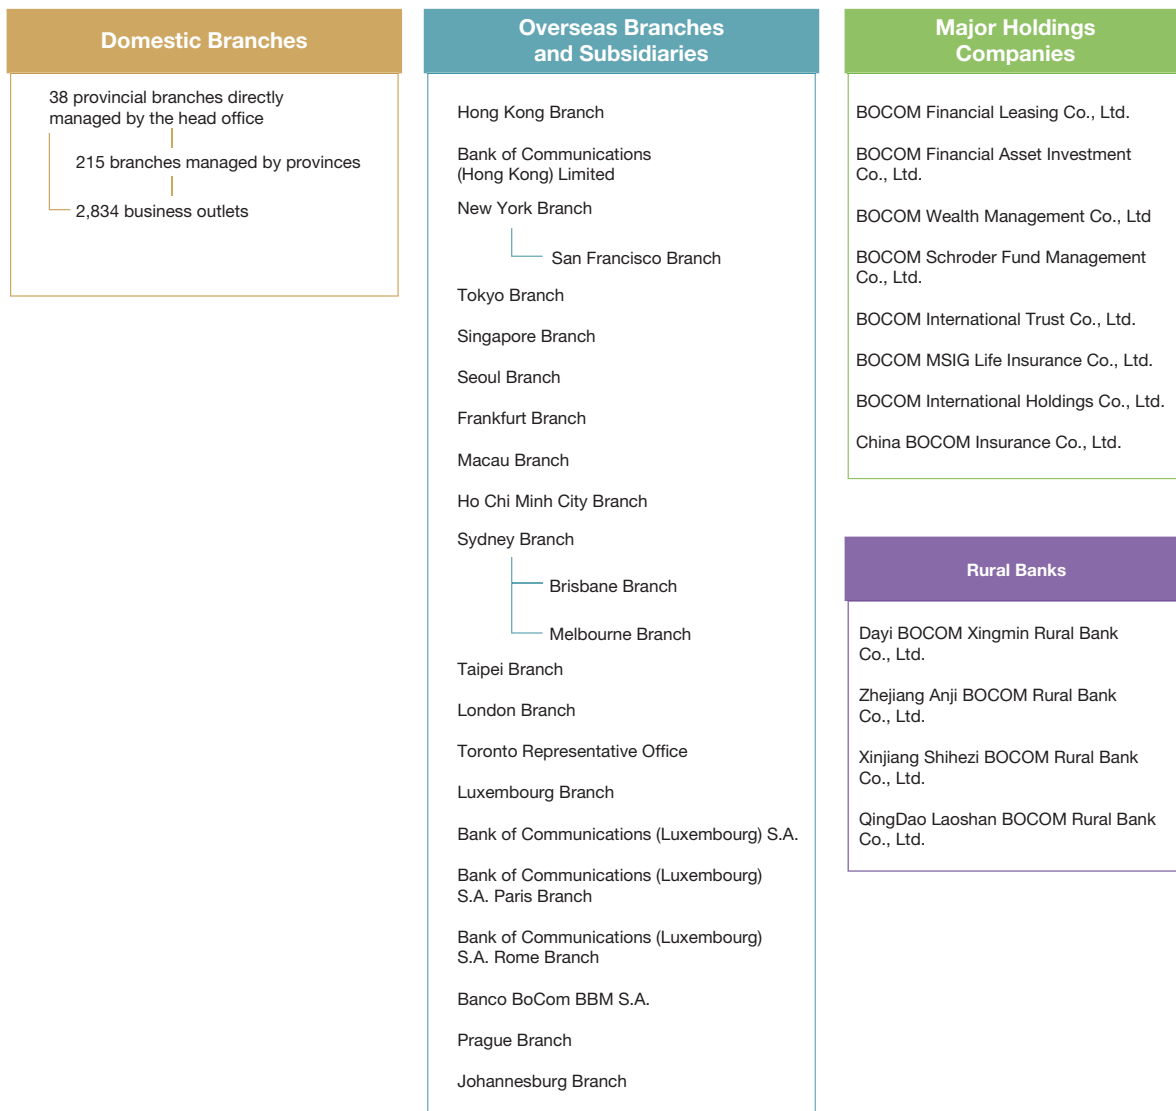 Domestic Branches
38 provincial branches directly
managed by the head office
215 branches managed by provinces
2,834 business outlets
Overseas Branches
and Subsidiaries
Hong Kong Branch
Bank of Communications
(Hong Kong) Limited
New York Branch
San Francisco Branch
Tokyo Branch
Singapore Branch
Seoul Branch
Frankfurt Branch
Macau Branch
Ho Chi Minh City Branch
Sydney Branch
Brisbane Branch
Melbourne Branch
Taipei Branch
London Branch
Toronto Representative Office
Luxembourg Branch
Bank of Communications (Luxembourg) S.A.
Bank of Communications (Luxembourg)
S.A. Paris Branch
Bank of Communications (Luxembourg)
S.A. Rome Branch
Banco BoCom BBM S.A.
Prague Branch
Johannesburg Branch
Major Holdings
Companies
BOCOM Financial Leasing Co., Ltd.
BOCOM Financial Asset Investment
Co., Ltd.
BOCOM Wealth Management Co., Ltd
BOCOM Schroder Fund Management
Co., Ltd.
BOCOM International Trust Co., Ltd.
BOCOM MSIG Life Insurance Co., Ltd.
BOCOM International Holdings Co., Ltd.
China BOCOM Insurance Co., Ltd.
Rural Banks
Dayi BOCOM Xingmin Rural Bank
Co., Ltd.
Zhejiang Anji BOCOM Rural Bank
Co., Ltd.
Xinjiang Shihezi BOCOM Rural Bank
Co., Ltd.
QingDao Laoshan BOCOM Rural Bank
Co., Ltd.